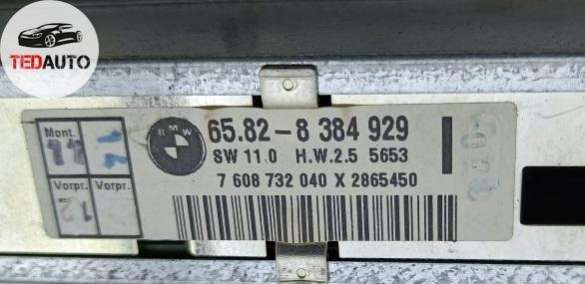 TEDAUTO
BMW
65.82-8 384 929
SW 11.0 H.W.2.5 5653
7 608 732 040 X 2865450
Mont.
Vorpr. Vorpr.